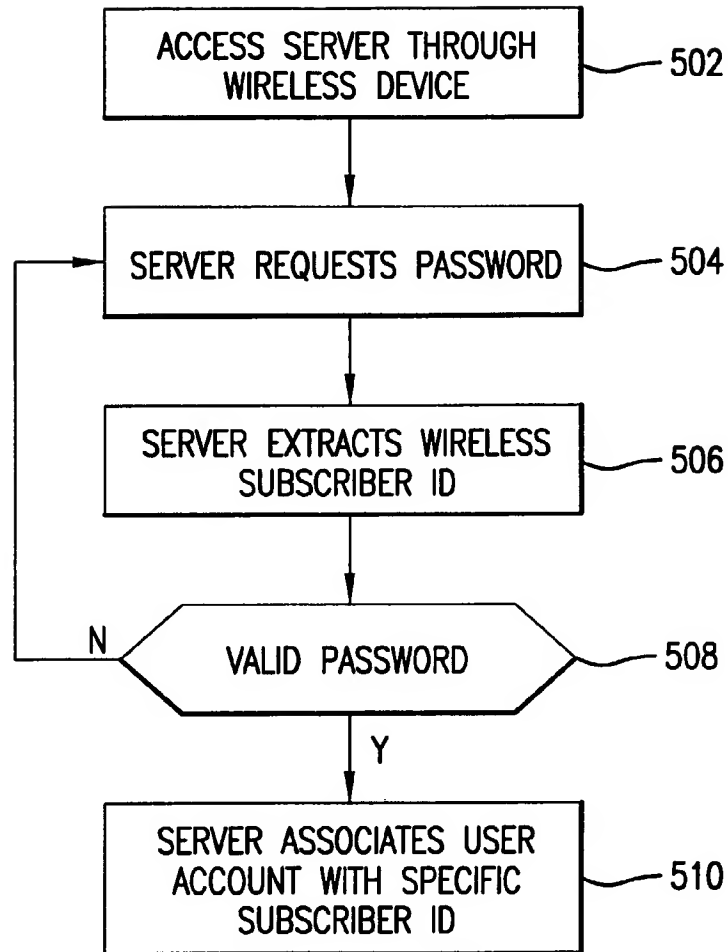 ACCESS SERVER THROUGH
WIRELESS DEVICE
502
SERVER REQUESTS PASSWORD
504
SERVER EXTRACTS WIRELESS
SUBSCRIBER ID
506
N
VALID PASSWORD
508
Y
SERVER ASSOCIATES USER
ACCOUNT WITH SPECIFIC
SUBSCRIBER ID
510